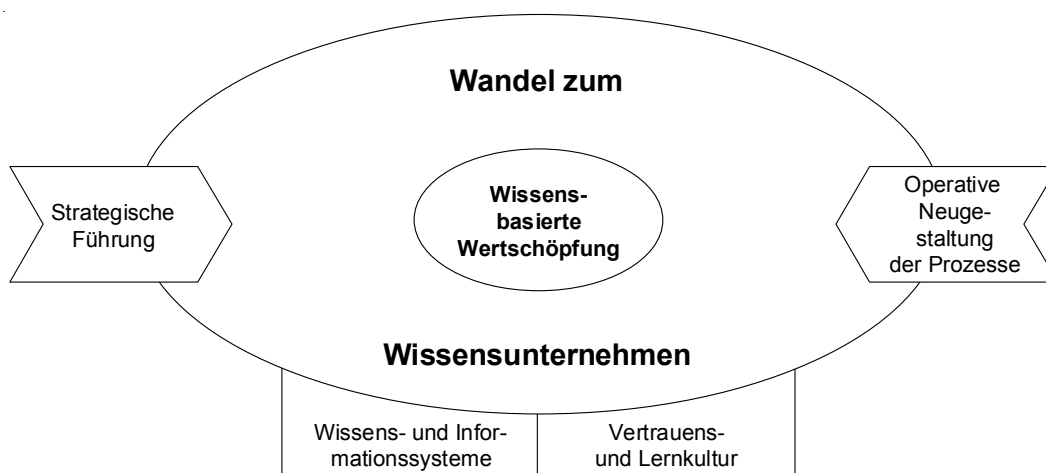 Wandel zum
Strategische
Führung
Wissens-
basierte
Wertschöpfung
Operative
Neuge-
staltung
der Prozesse
Wissensunternehmen
Wissens- und Infor-
mationssysteme
Vertrauens-
und Lernkultur